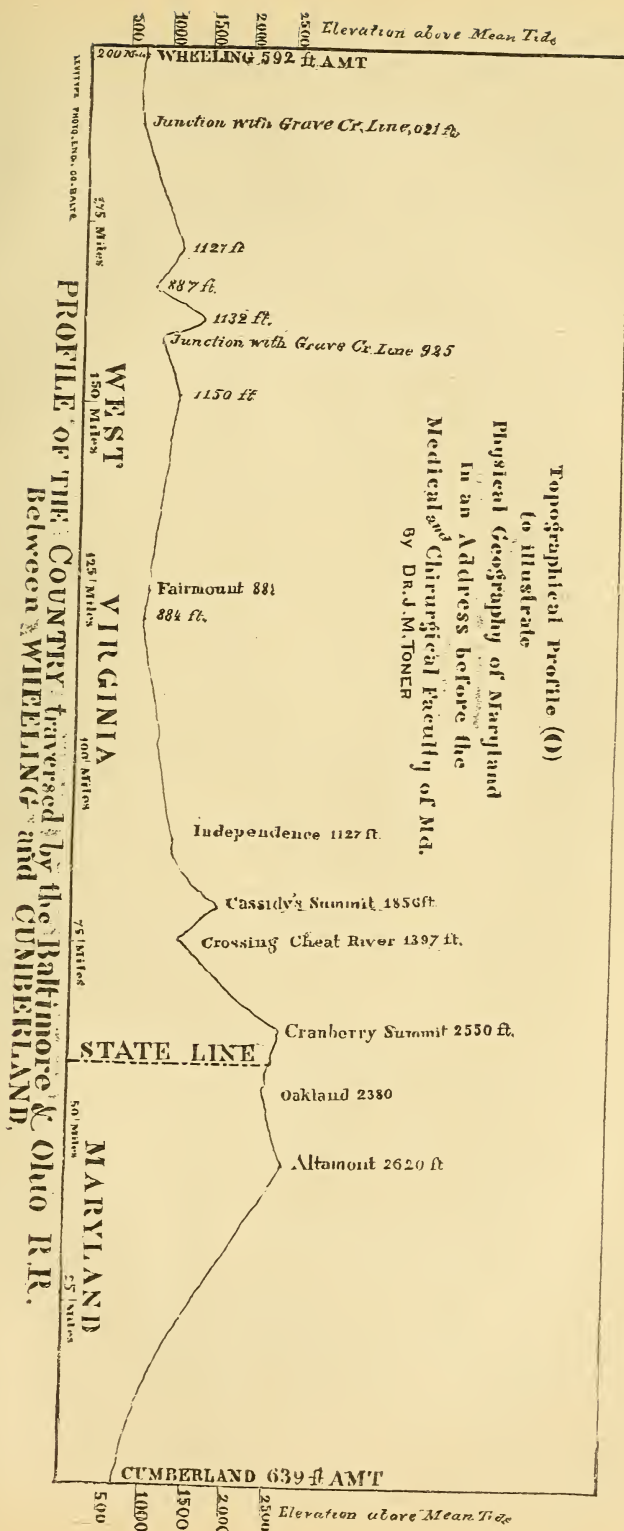 500 1000 1500 2000 2500 Elevation above Mean Tide
200 Miles WHEELING 592 ft AMT
Junction with Grave Cr. Line, 621 ft,
1127 ft
887 ft.
1132 ft.
Junction with Grave Cr. Line 925
1150 ft
Fairmount 881
884 ft.
Independence 1127 ft.
Cassidy's Summit 1856 ft.
Crossing Cheat River 1397 ft.
Cranberry Summit 2550 ft.
STATE LINE
Oakland 2380
Altamont 2620 ft
CUMBERLAND 639 ft AMT
500 1000 1500 2000 2500 Elevation above Mean Tide
175 Miles
150 Miles
125 Miles
100 Miles
75 Miles
50 Miles
25 Miles
WEST VIRGINIA
MARYLAND
Topographical Profile (O)
to illustrate
Physical Geography of Maryland
In an Address before the
Medical and Chirurgical Faculty of Md.
By DR. J. M. TONER
PROFILE OF THE COUNTRY traversed by the Baltimore & Ohio R.R.
Between WHEELING and CUMBERLAND,
PHOTO. ENG. CO. BALTO.